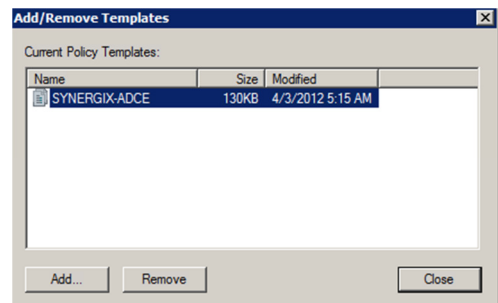 Add/Remove Templates
Current Policy Templates:
Name Size Modified
SYNERGIX-ADCE 130KB 4/3/2012 5:15 AM
Add... Remove Close